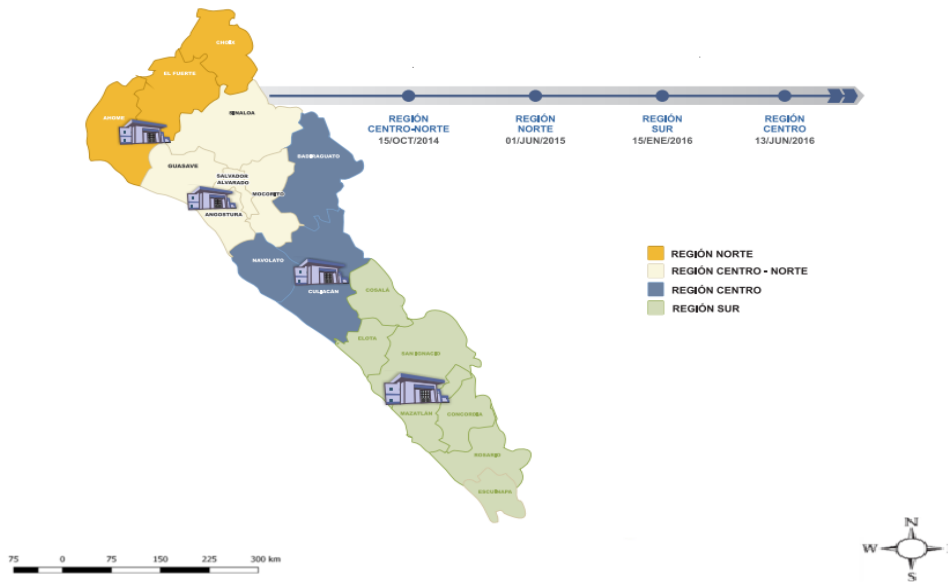 CHOIX
EL FUERTE
AHOME
SINALOA
REGIÓN
CENTRO-NORTE
15/OCT/2014
REGIÓN
NORTE
01/JUN/2015
REGIÓN
SUR
15/ENE/2016
REGIÓN
CENTRO
13/JUN/2016
BADIRAGUATO
GUASAVE
SALVADOR
ALVARADO
MOCORITO
ANGOSTURA
NAVOLATO
CULIACÁN
COSALÁ
ELOTA
SAN IGNACIO
MAZATLÁN
CONCORDIA
ROSARIO
ESCUINAPA
REGIÓN NORTE
REGIÓN CENTRO - NORTE
REGIÓN CENTRO
REGIÓN SUR
75 0 75 150 225 300 km
N
W
S